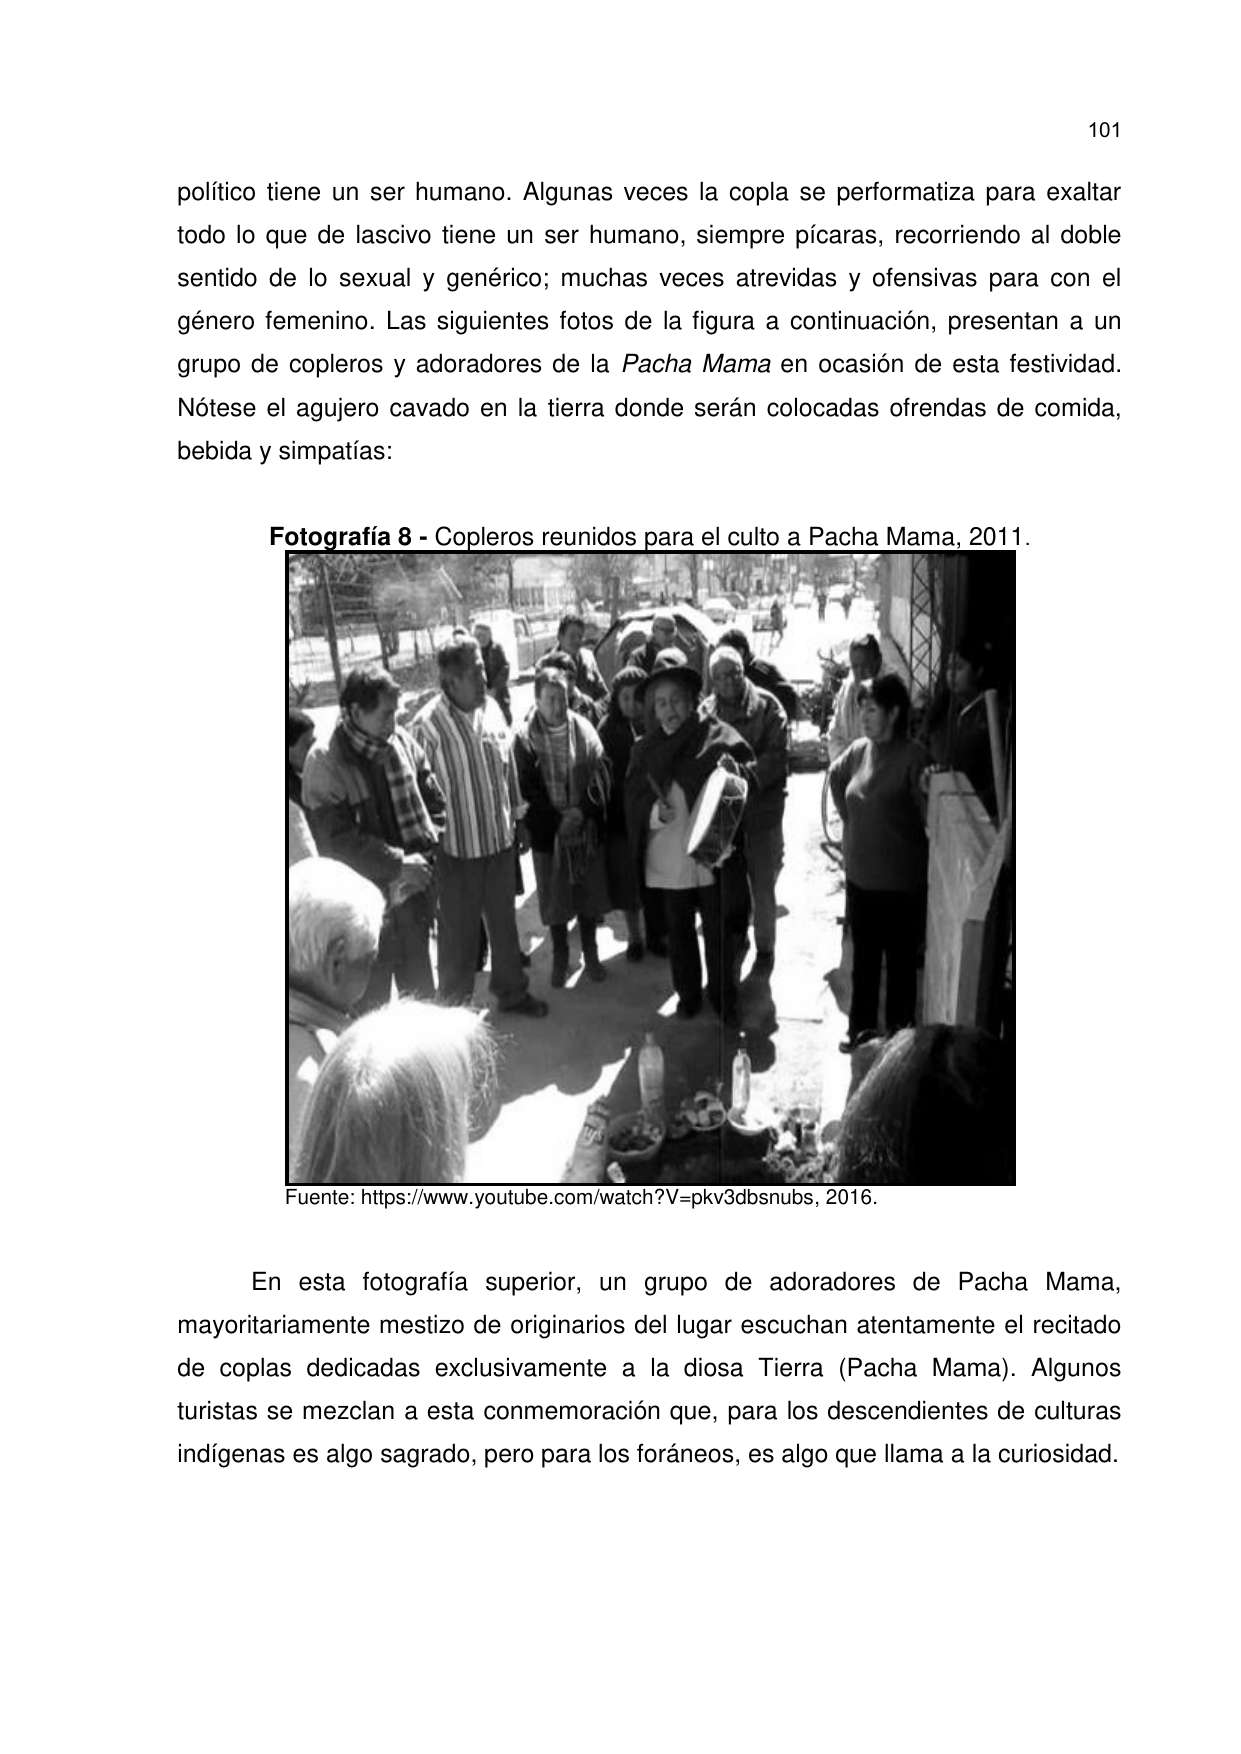 101
político tiene un ser humano. Algunas veces la copla se performatiza para exaltar
todo lo que de lascivo tiene un ser humano, siempre pícaras, recorriendo al doble
sentido de lo sexual y genérico; muchas veces atrevidas y ofensivas para con el
género femenino. Las siguientes fotos de la figura a continuación, presentan a un
grupo de copleros y adoradores de la Pacha Mama en ocasión de esta festividad.
Nótese el agujero cavado en la tierra donde serán colocadas ofrendas de comida,
bebida y simpatías:
Fotografía 8 - Copleros reunidos para el culto a Pacha Mama, 2011.
Fuente: https://www.youtube.com/watch?V=pkv3dbsnubs, 2016.
En esta fotografía superior, un grupo de adoradores de Pacha Mama,
mayoritariamente mestizo de originarios del lugar escuchan atentamente el recitado
de coplas dedicadas exclusivamente a la diosa Tierra (Pacha Mama). Algunos
turistas se mezclan a esta conmemoración que, para los descendientes de culturas
indígenas es algo sagrado, pero para los foráneos, es algo que llama a la curiosidad.